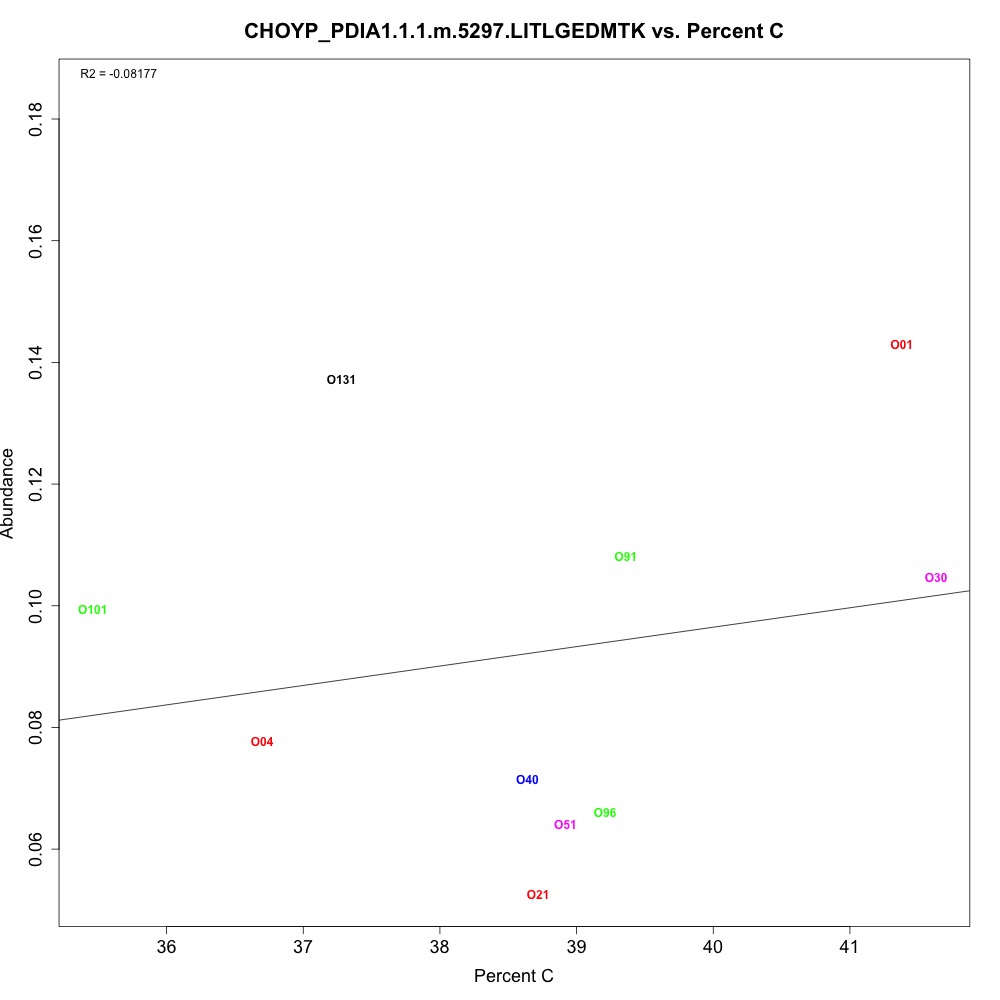 CHOYP_PDIA1.1.1.m.5297.LITLGEDMTK vs. Percent C
R2 = -0.08177
0.18
0.16
O01
0.14
O131
0.12
Abundance
O91
O30
0.10
O101
0.08
O04
O40
O96
O51
0.06
O21
36 37 38 39 40 41
Percent C